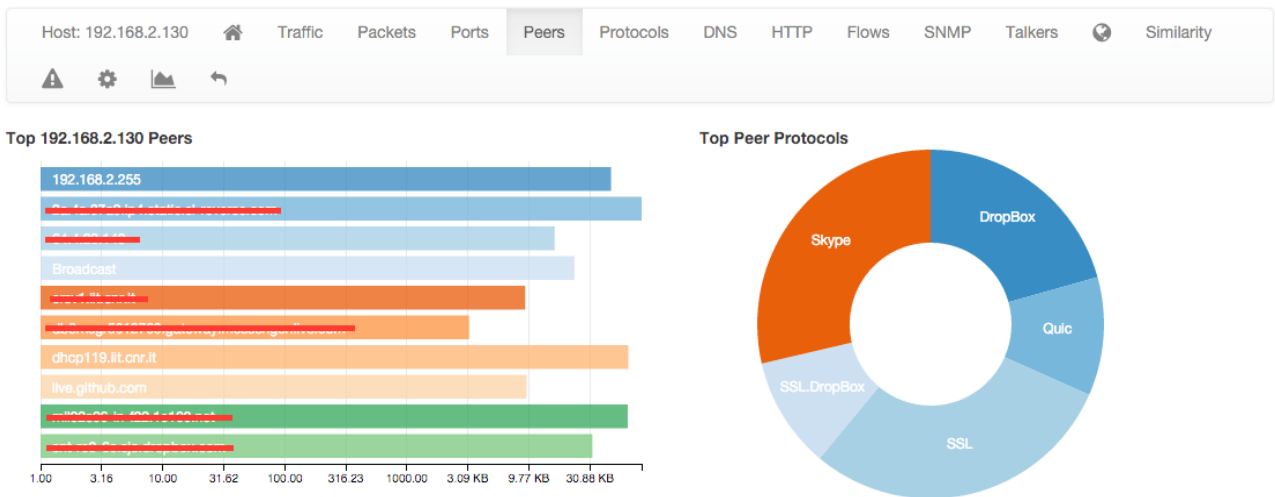 Host: 192.168.2.130 Traffic Packets Ports Peers Protocols DNS HTTP Flows SNMP Talkers Similarity
Top 192.168.2.130 Peers
192.168.2.255
Broadcast
dhcp119.iit.cnr.it
live.github.com
1.00 3.16 10.00 31.62 100.00 316.23 1000.00 3.09 KB 9.77 KB 30.88 KB
Top Peer Protocols
DropBox
Skype
Quic
SSL.DropBox
SSL